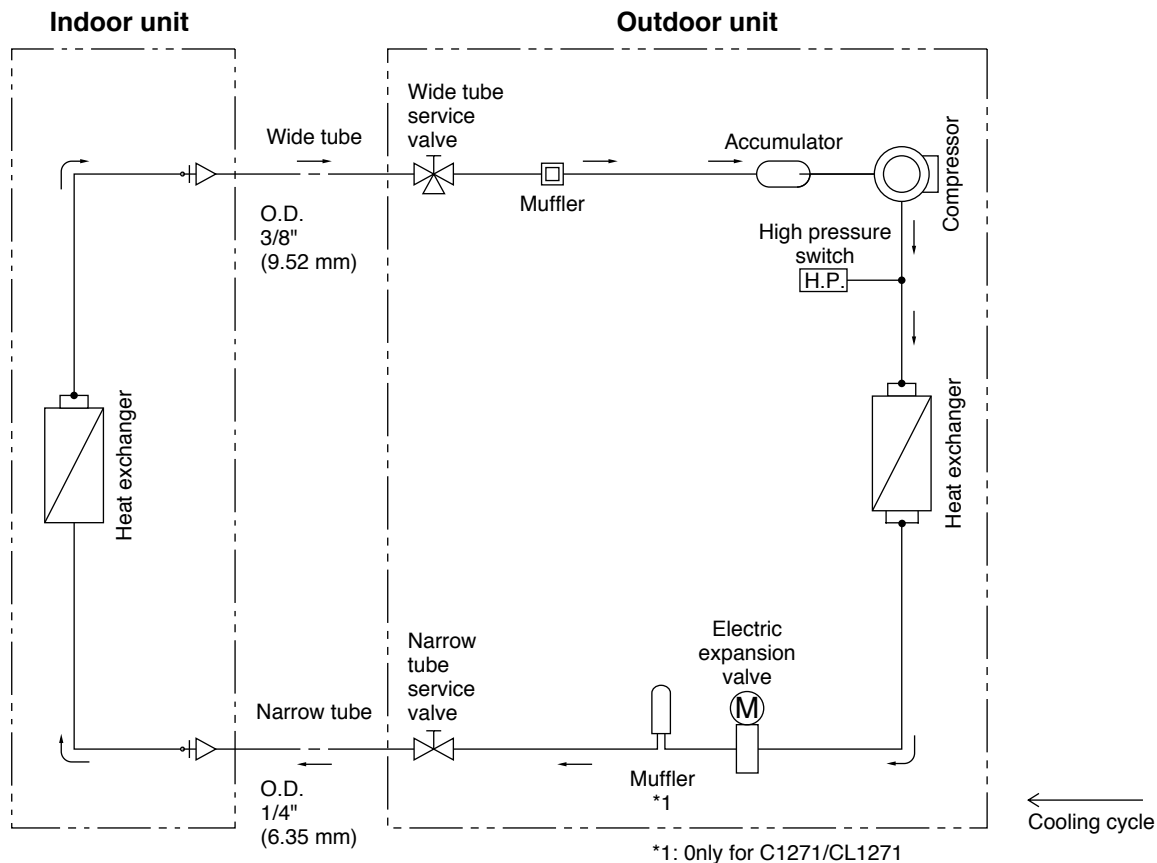 Indoor unit
Outdoor unit
Wide tube
service
valve
Wide tube
Accumulator
Compressor
Muffler
O.D.
3/8"
(9.52 mm)
High pressure
switch
H.P.
Heat exchanger
Heat exchanger
Narrow
tube
service
valve
Electric
expansion
valve
M
Narrow tube
Muffler
*1
O.D.
1/4"
(6.35 mm)
Cooling cycle
*1: 0nly for C1271/CL1271